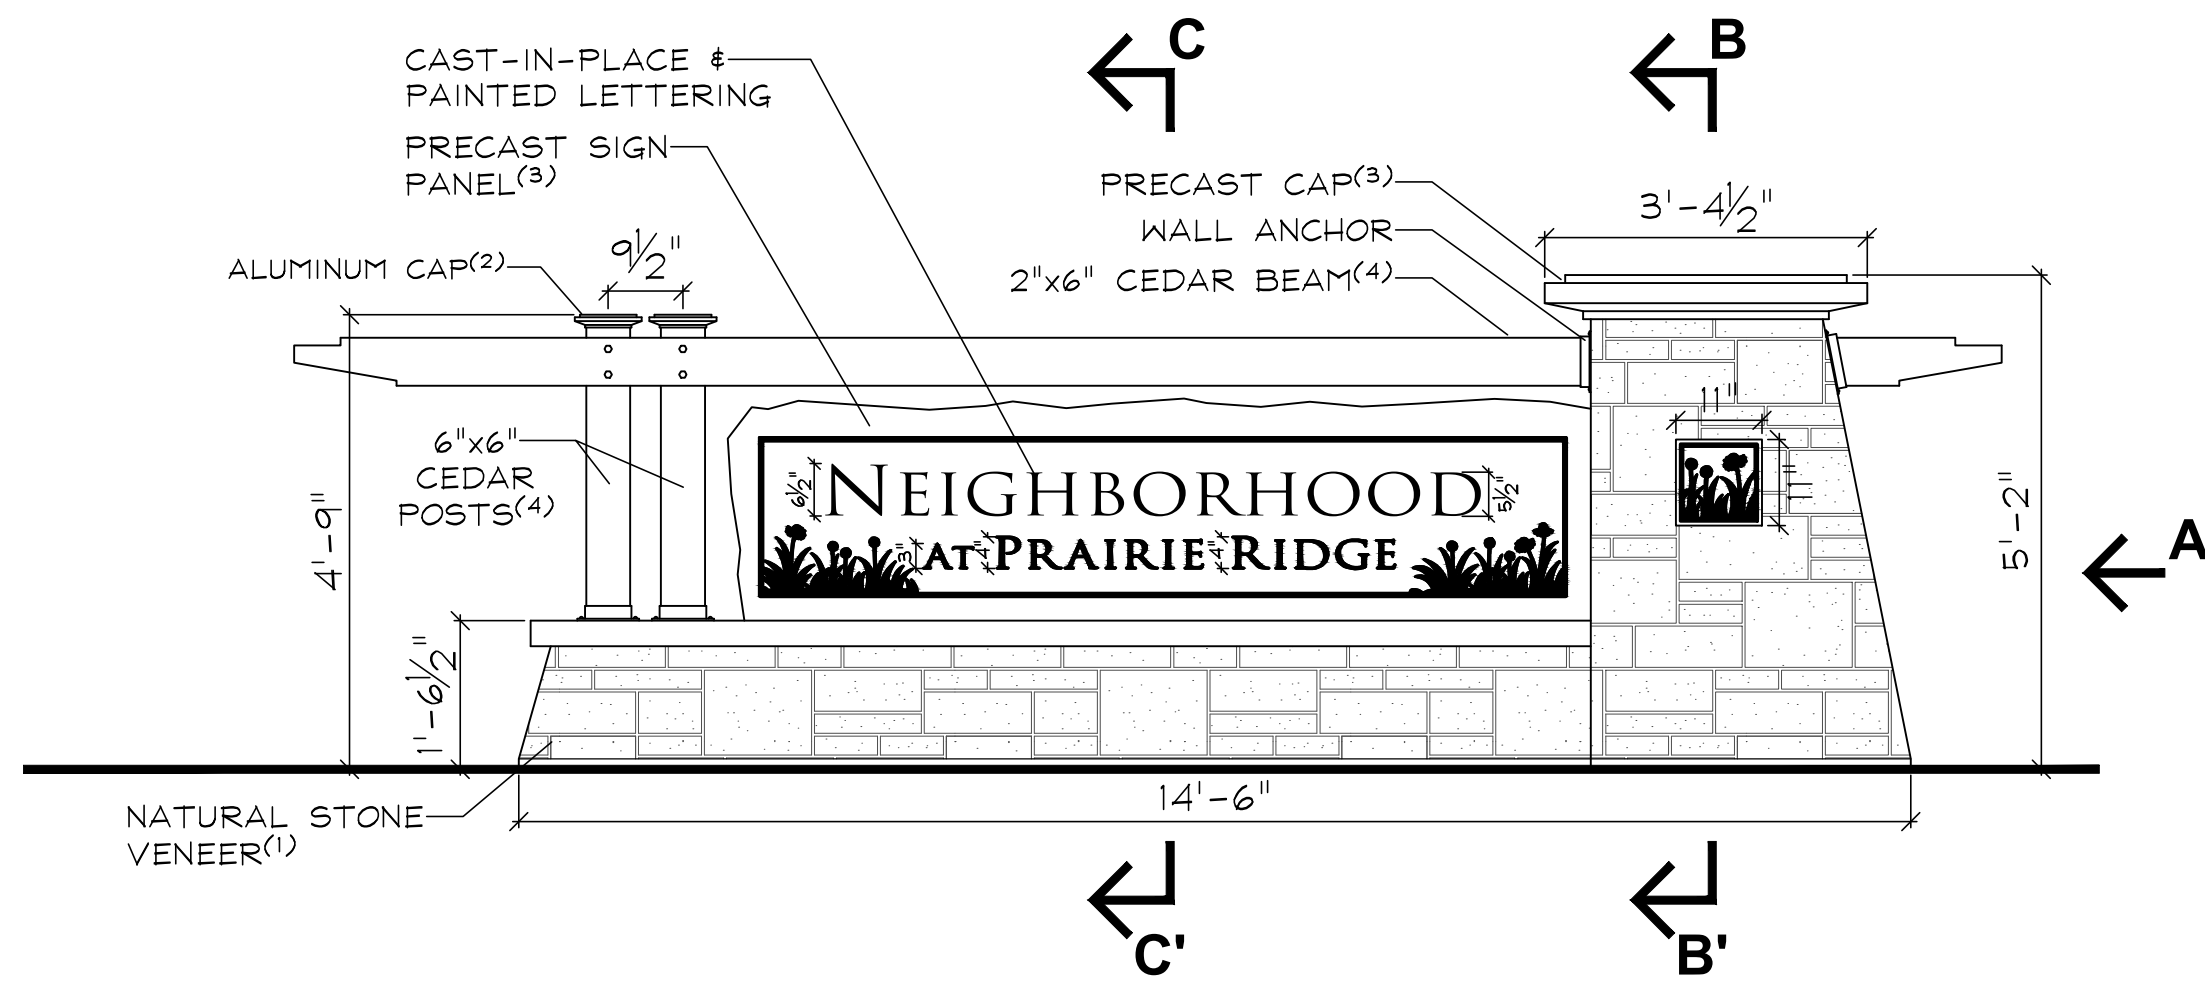 C
B
CAST-IN-PLACE &
PAINTED LETTERING
PRECAST SIGN
PANEL(3)
PRECAST CAP(3)
3'-4½"
WALL ANCHOR
9½"
ALUMINUM CAP(2)
2"x6" CEDAR BEAM(4)
11"
11"
6"x6"
CEDAR
POSTS(4)
4'-9"
6½"
NEIGHBORHOOD
5½"
3"
AT
4"
PRAIRIE
4"
RIDGE
5'-2"
A
1'-6½"
14'-6"
NATURAL STONE
VENEER(1)
C'
B'